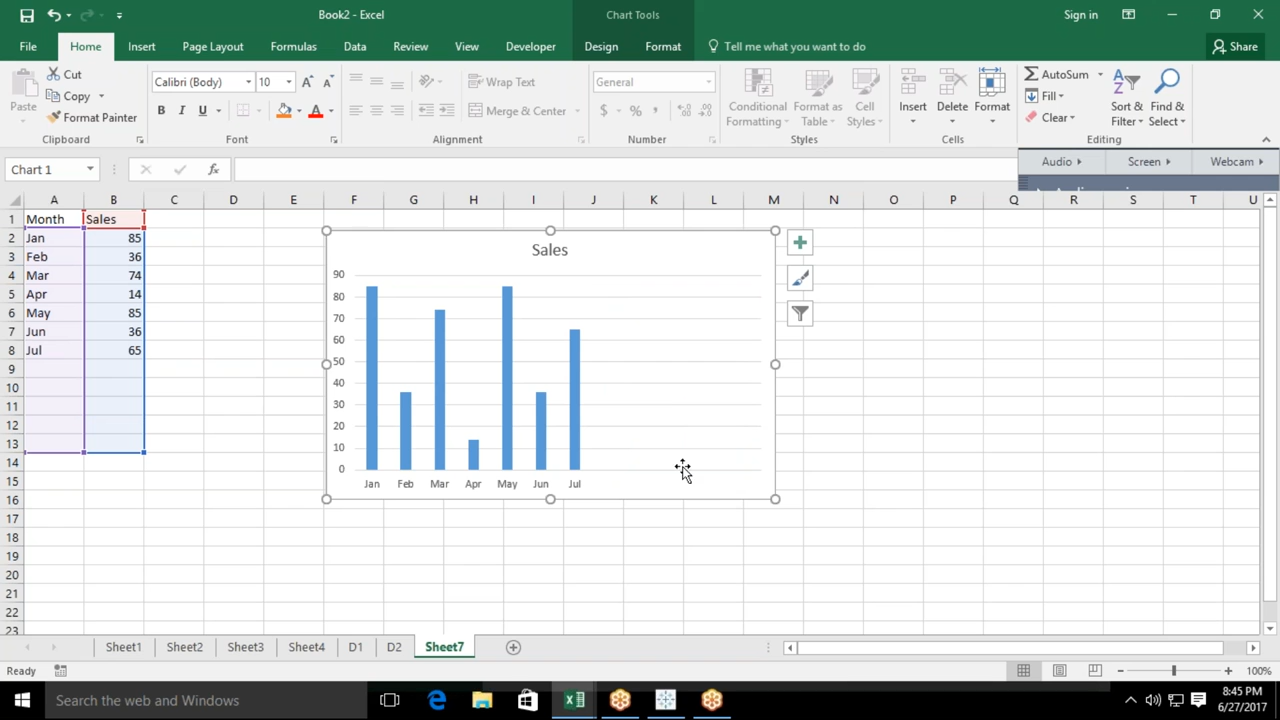 Book2 - Excel
Chart Tools
Sign in
File Home Insert Page Layout Formulas Data Review View Developer Design Format Tell me what you want to do Share
Paste
Cut
Copy
Format Painter
Clipboard
Calibri (Body) 10
B I U
Font
Wrap Text
Merge & Center
Alignment
General
$ % ,
Number
Conditional Formatting
Format as Table
Cell Styles
Styles
Insert Delete Format
Cells
AutoSum
Fill
Clear
Sort & Filter
Find & Select
Editing
Chart 1
fx
Audio Screen Webcam
A B C D E F G H I J K L M N O P Q R S T U
1 Month Sales
2 Jan 85
3 Feb 36
4 Mar 74
5 Apr 14
6 May 85
7 Jun 36
8 Jul 65
9
10
11
12
13
14
15
16
17
18
19
20
21
22
23
Sales
90
80
70
60
50
40
30
20
10
0
Jan Feb Mar Apr May Jun Jul
Sheet1 Sheet2 Sheet3 Sheet4 D1 D2 Sheet7
Ready
100%
Search the web and Windows
8:45 PM
6/27/2017